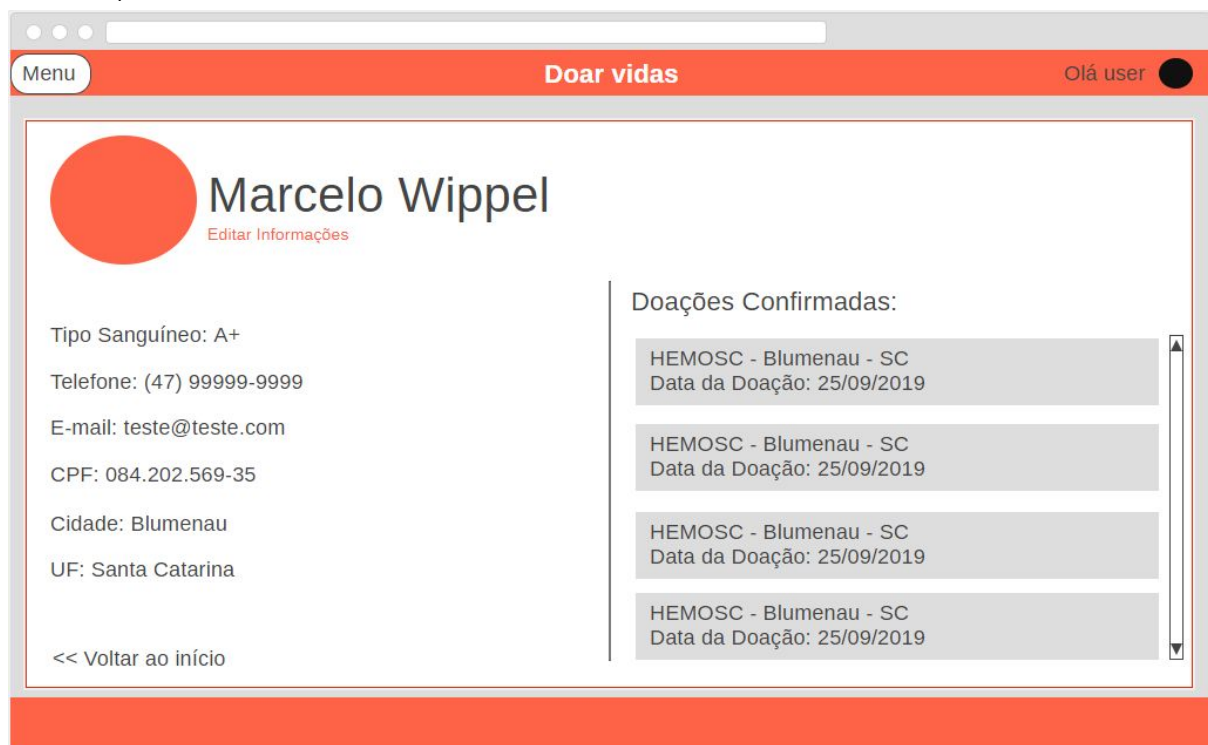 Menu
Doar vidas
Olá user
Marcelo Wippel
Editar Informações
Tipo Sanguíneo: A+
Telefone: (47) 99999-9999
E-mail: teste@teste.com
CPF: 084.202.569-35
Cidade: Blumenau
UF: Santa Catarina
<< Voltar ao início
Doações Confirmadas:
HEMOSC - Blumenau - SC
Data da Doação: 25/09/2019
HEMOSC - Blumenau - SC
Data da Doação: 25/09/2019
HEMOSC - Blumenau - SC
Data da Doação: 25/09/2019
HEMOSC - Blumenau - SC
Data da Doação: 25/09/2019